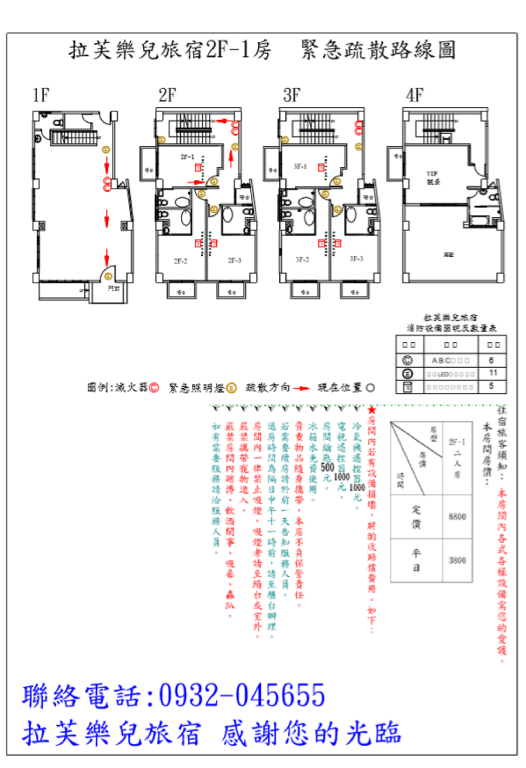 拉芙樂兒旅宿2F-1房 緊急疏散路線圖
1F
2F
3F
4F
2F-1
3F-1
VIP
2F-2
2F-3
3F-2
3F-3
拉芙樂兒旅宿
消防設備圖說及數量表
□□ □□ □□
Ⓒ A.B.C□□□ 6
Ⓔ □□LED□□□□□ 11
□□□□□□□□ 5
圖例:滅火器Ⓒ 緊急照明燈Ⓔ 疏散方向→ 現在位置○
住宿旅客須知:本房間內各式各樣設備需您的愛護。
本房間房價:
房型
房價
時間
2F-1
二人房
定價 8800
平日 3800
★房間內若有設備損壞,將酌收賠償費用,如下:
冷氣機遙控器1000元。
電視遙控器1000元。
房間鑰匙500元。
冰箱水免費使用。
貴重物品隨身攜帶,本店不負保管責任。
若需要續房請於前一天告知服務人員。
退房時間為隔日中午十一時前,請至櫃台辦理。
房間內一律禁止吸煙,吸煙者請至陽台或室外。
嚴禁攜帶寵物進入。
嚴禁房間內賭博、飲酒鬧事、吸毒、轟趴。
如有需要服務請洽服務人員。
聯絡電話:0932-045655
拉芙樂兒旅宿 感謝您的光臨